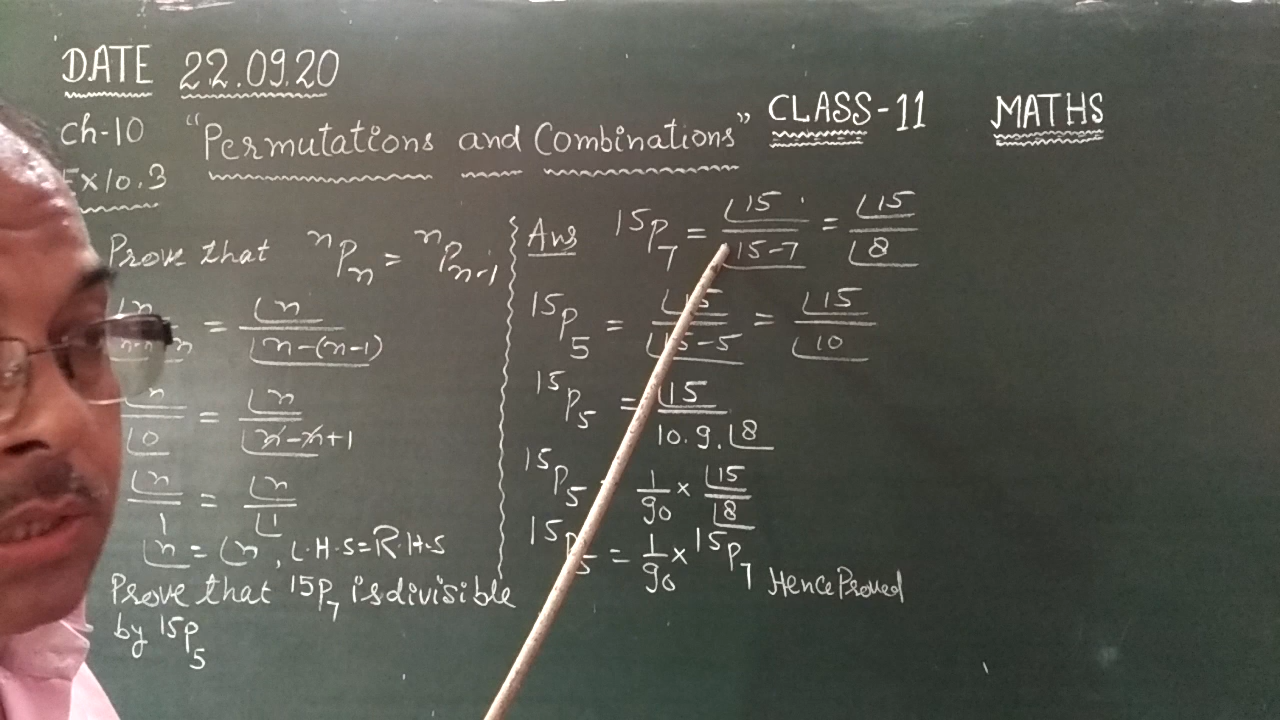 DATE 22.09.20
CLASS-11 MATHS
Ch-10 "Permutations and Combinations"
Ex10.3
Prove that ⁿPₙ = ⁿPₙ₋₁
= ⌊n / ⌊n-(n-1)
⌊n / ⌊0 = ⌊n / ⌊n-n+1
⌊n / 1 = ⌊n / ⌊1
⌊n = ⌊n, L.H.S=R.H.S
Prove that ¹⁵P₇ is divisible
by ¹⁵P₅
Ans ¹⁵P₇ = ⌊15 / ⌊15-7 = ⌊15 / ⌊8
¹⁵P₅ = ⌊15 / ⌊15-5 = ⌊15 / ⌊10
¹⁵P₅ = ⌊15 / 10.9.⌊8
¹⁵P₅ = 1/90 × ⌊15 / ⌊8
¹⁵P₅ = 1/90 × ¹⁵P₇ Hence Proved